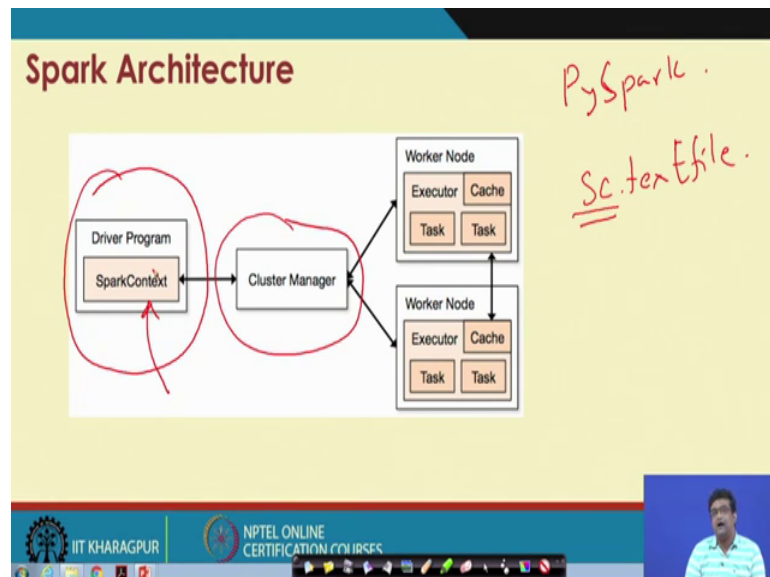 Spark Architecture
PySpark.
Sc.textfile.
Driver Program
SparkContext
Cluster Manager
Worker Node
Executor
Cache
Task
Task
Worker Node
Executor
Cache
Task
Task
IIT KHARAGPUR
NPTEL ONLINE
CERTIFICATION COURSES